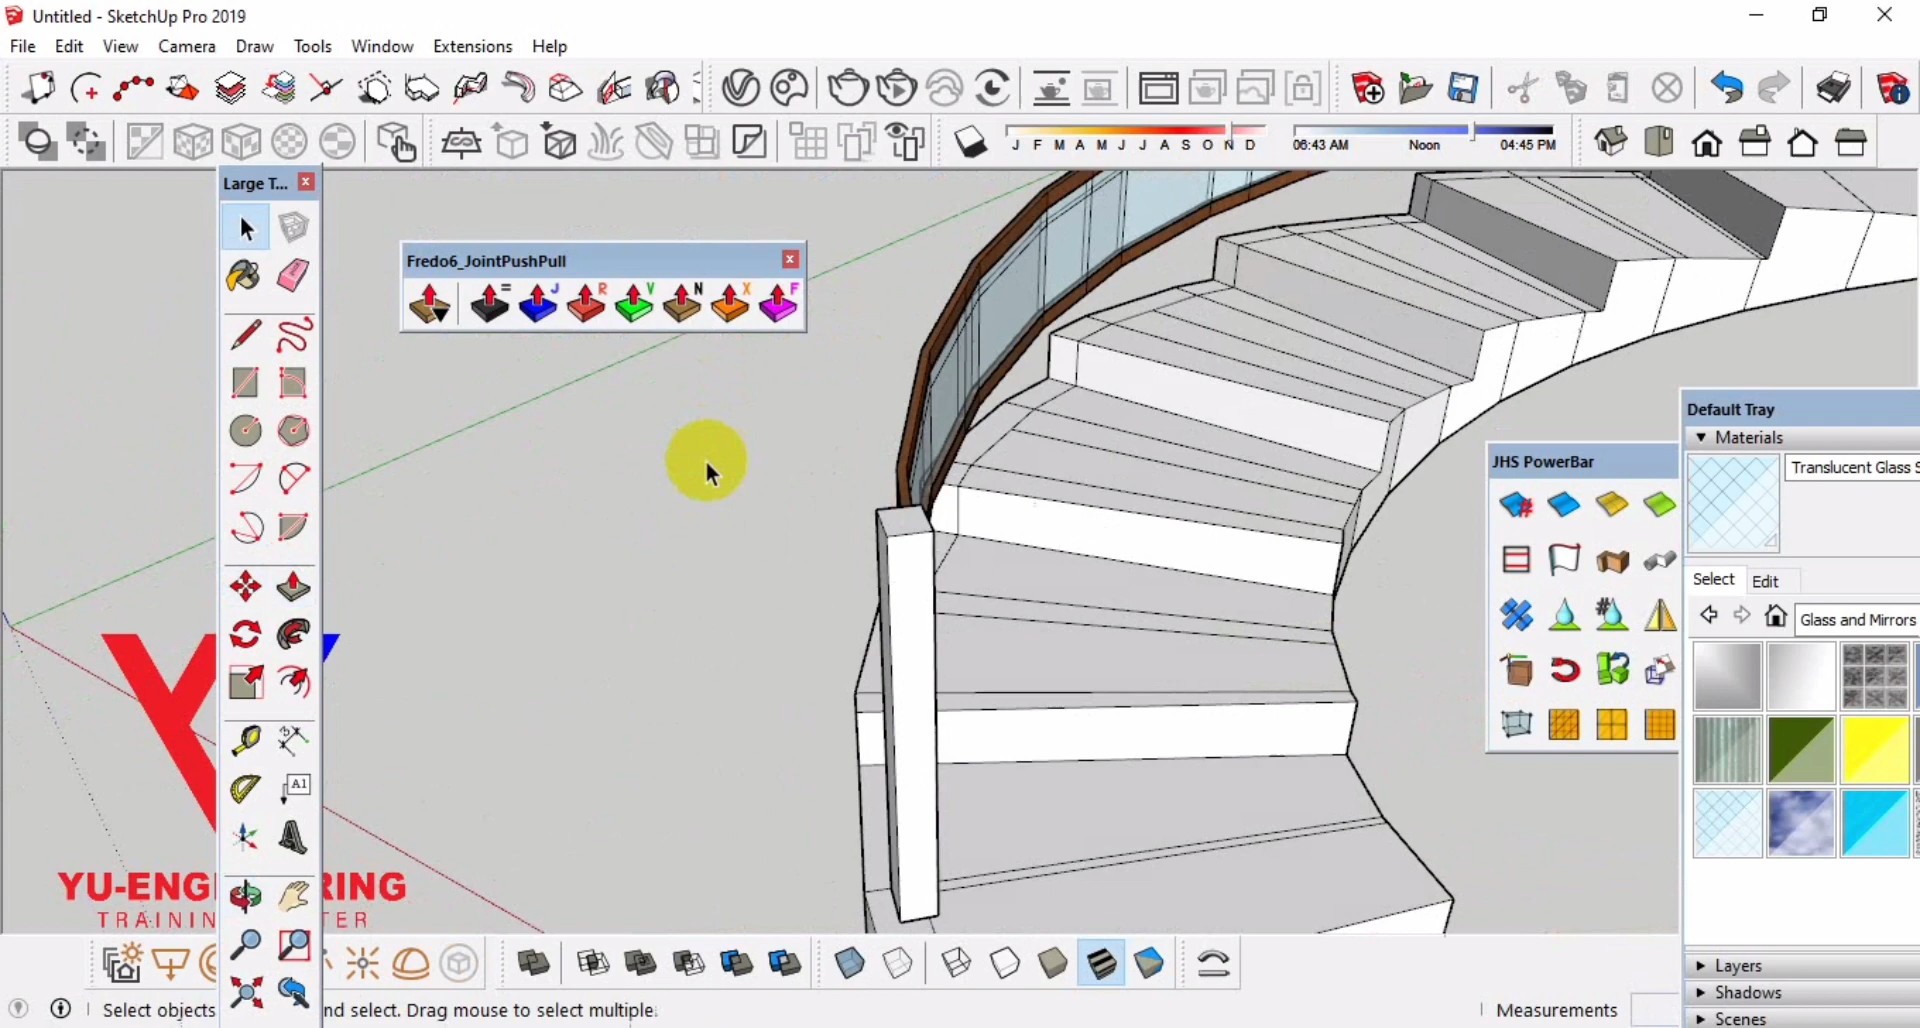 Untitled - SketchUp Pro 2019
File Edit View Camera Draw Tools Window Extensions Help
J F M A M J J A S O N D
06:43 AM Noon 04:45 PM
Large T...
Fredo6_JointPushPull
= J R V N X F
Default Tray
Materials
JHS PowerBar
Translucent Glass S
Select Edit
Glass and Mirrors
A1
YU-ENG RING
TRAININ TER
Layers
Shadows
Scenes
Select objects nd select. Drag mouse to select multiple.
Measurements